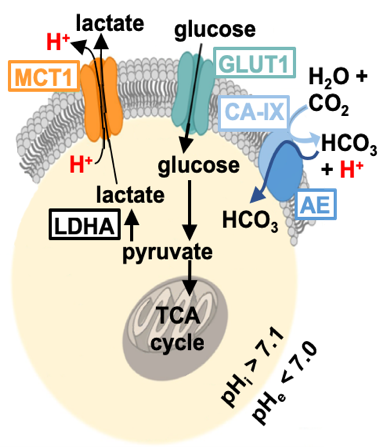 lactate
H⁺
glucose
MCT1
GLUT1
H₂O +
CO₂
CA-IX
HCO₃
+ H⁺
H⁺
glucose
lactate
AE
HCO₃
LDHA
pyruvate
TCA
cycle
pHᵢ > 7.1
pHₑ < 7.0